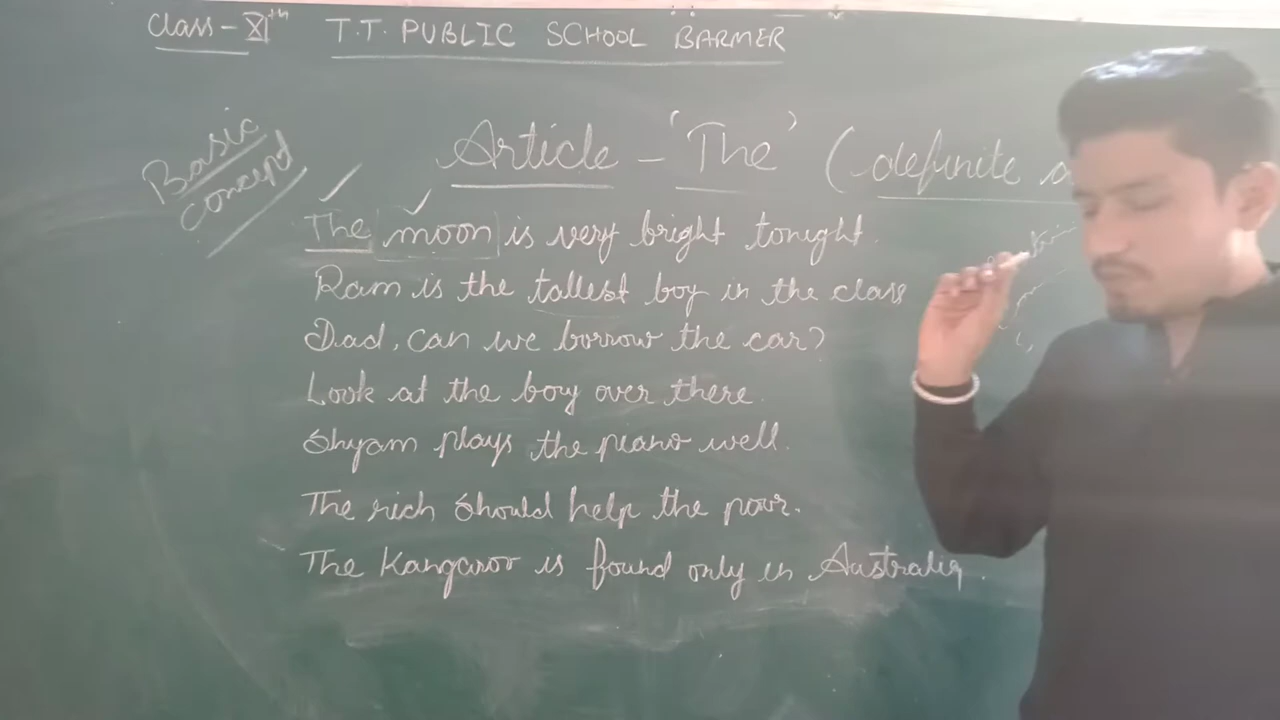 Class - XIth T.T. PUBLIC SCHOOL BARMER
Basic concept
Article - 'The' (definite a
The moon is very bright tonight.
Ram is the tallest boy in the class
Dad, can we borrow the car?
Look at the boy over there.
Shyam plays the piano well.
The rich should help the poor.
The Kangaroo is found only in Australia.